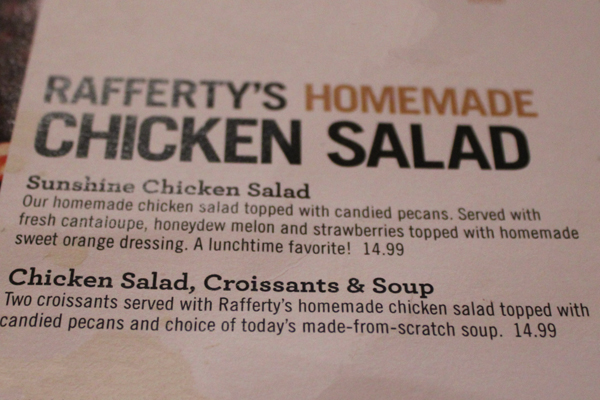 RAFFERTY'S HOMEMADE
CHICKEN SALAD
Sunshine Chicken Salad
Our homemade chicken salad topped with candied pecans. Served with
fresh cantaloupe, honeydew melon and strawberries topped with homemade
sweet orange dressing. A lunchtime favorite! 14.99
Chicken Salad, Croissants & Soup
Two croissants served with Rafferty's homemade chicken salad topped with
candied pecans and choice of today's made-from-scratch soup. 14.99